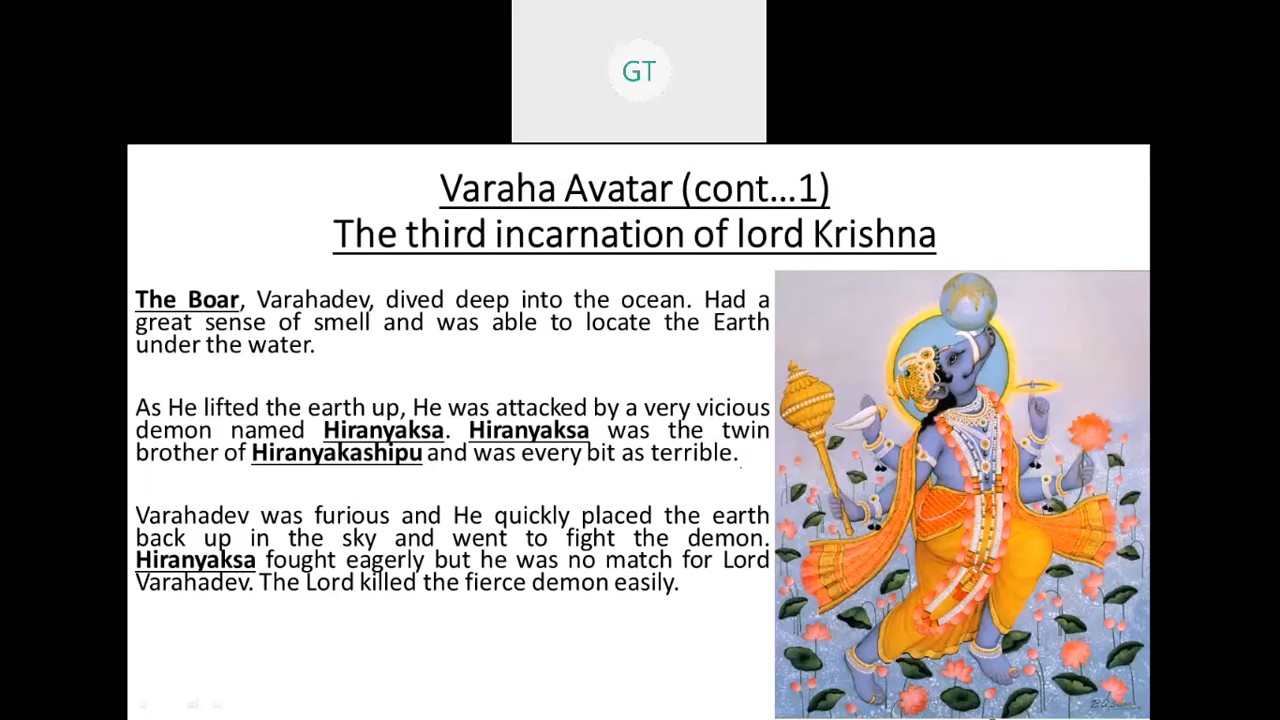 GT
Varaha Avatar (cont...1)
The third incarnation of lord Krishna
The Boar, Varahadev, dived deep into the ocean. Had a
great sense of smell and was able to locate the Earth
under the water.
As He lifted the earth up, He was attacked by a very vicious
demon named Hiranyaksa. Hiranyaksa was the twin
brother of Hiranyakashipu and was every bit as terrible.
Varahadev was furious and He quickly placed the earth
back up in the sky and went to fight the demon.
Hiranyaksa fought eagerly but he was no match for Lord
Varahadev. The Lord killed the fierce demon easily.